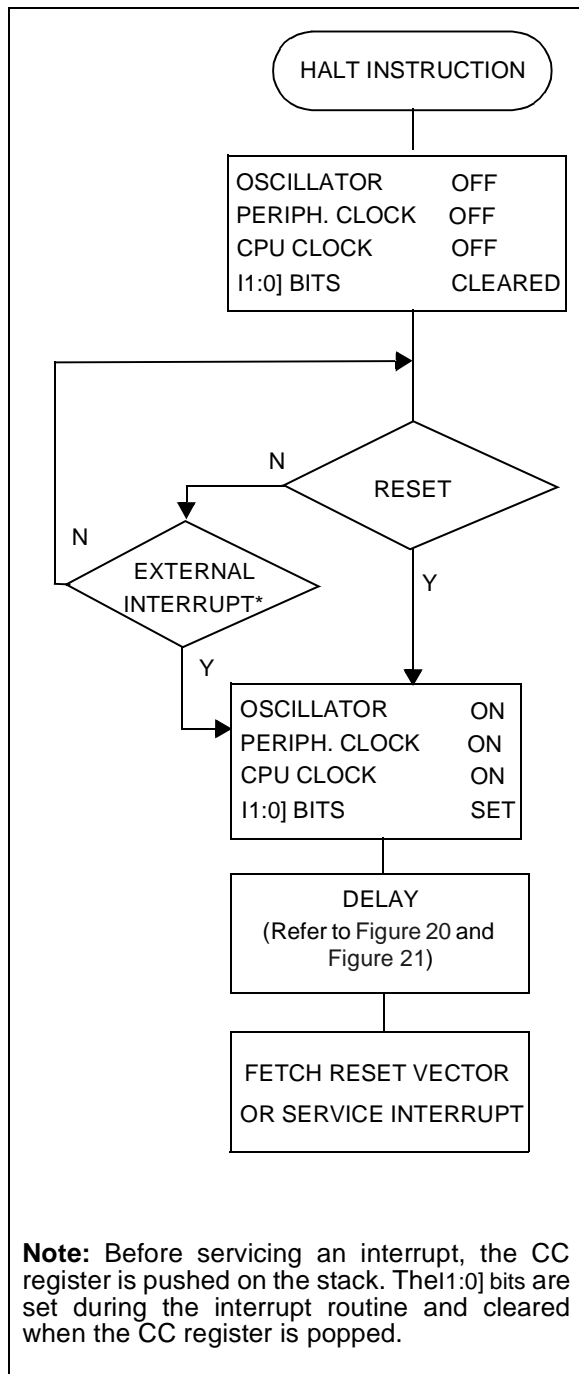 HALT INSTRUCTION
OSCILLATOR OFF
PERIPH. CLOCK OFF
CPU CLOCK OFF
I1:0] BITS CLEARED
N
RESET
N
EXTERNAL
INTERRUPT*
Y
Y
OSCILLATOR ON
PERIPH. CLOCK ON
CPU CLOCK ON
I1:0] BITS SET
DELAY
(Refer to Figure 20 and
Figure 21)
FETCH RESET VECTOR
OR SERVICE INTERRUPT
Note: Before servicing an interrupt, the CC
register is pushed on the stack. TheI1:0] bits are
set during the interrupt routine and cleared
when the CC register is popped.